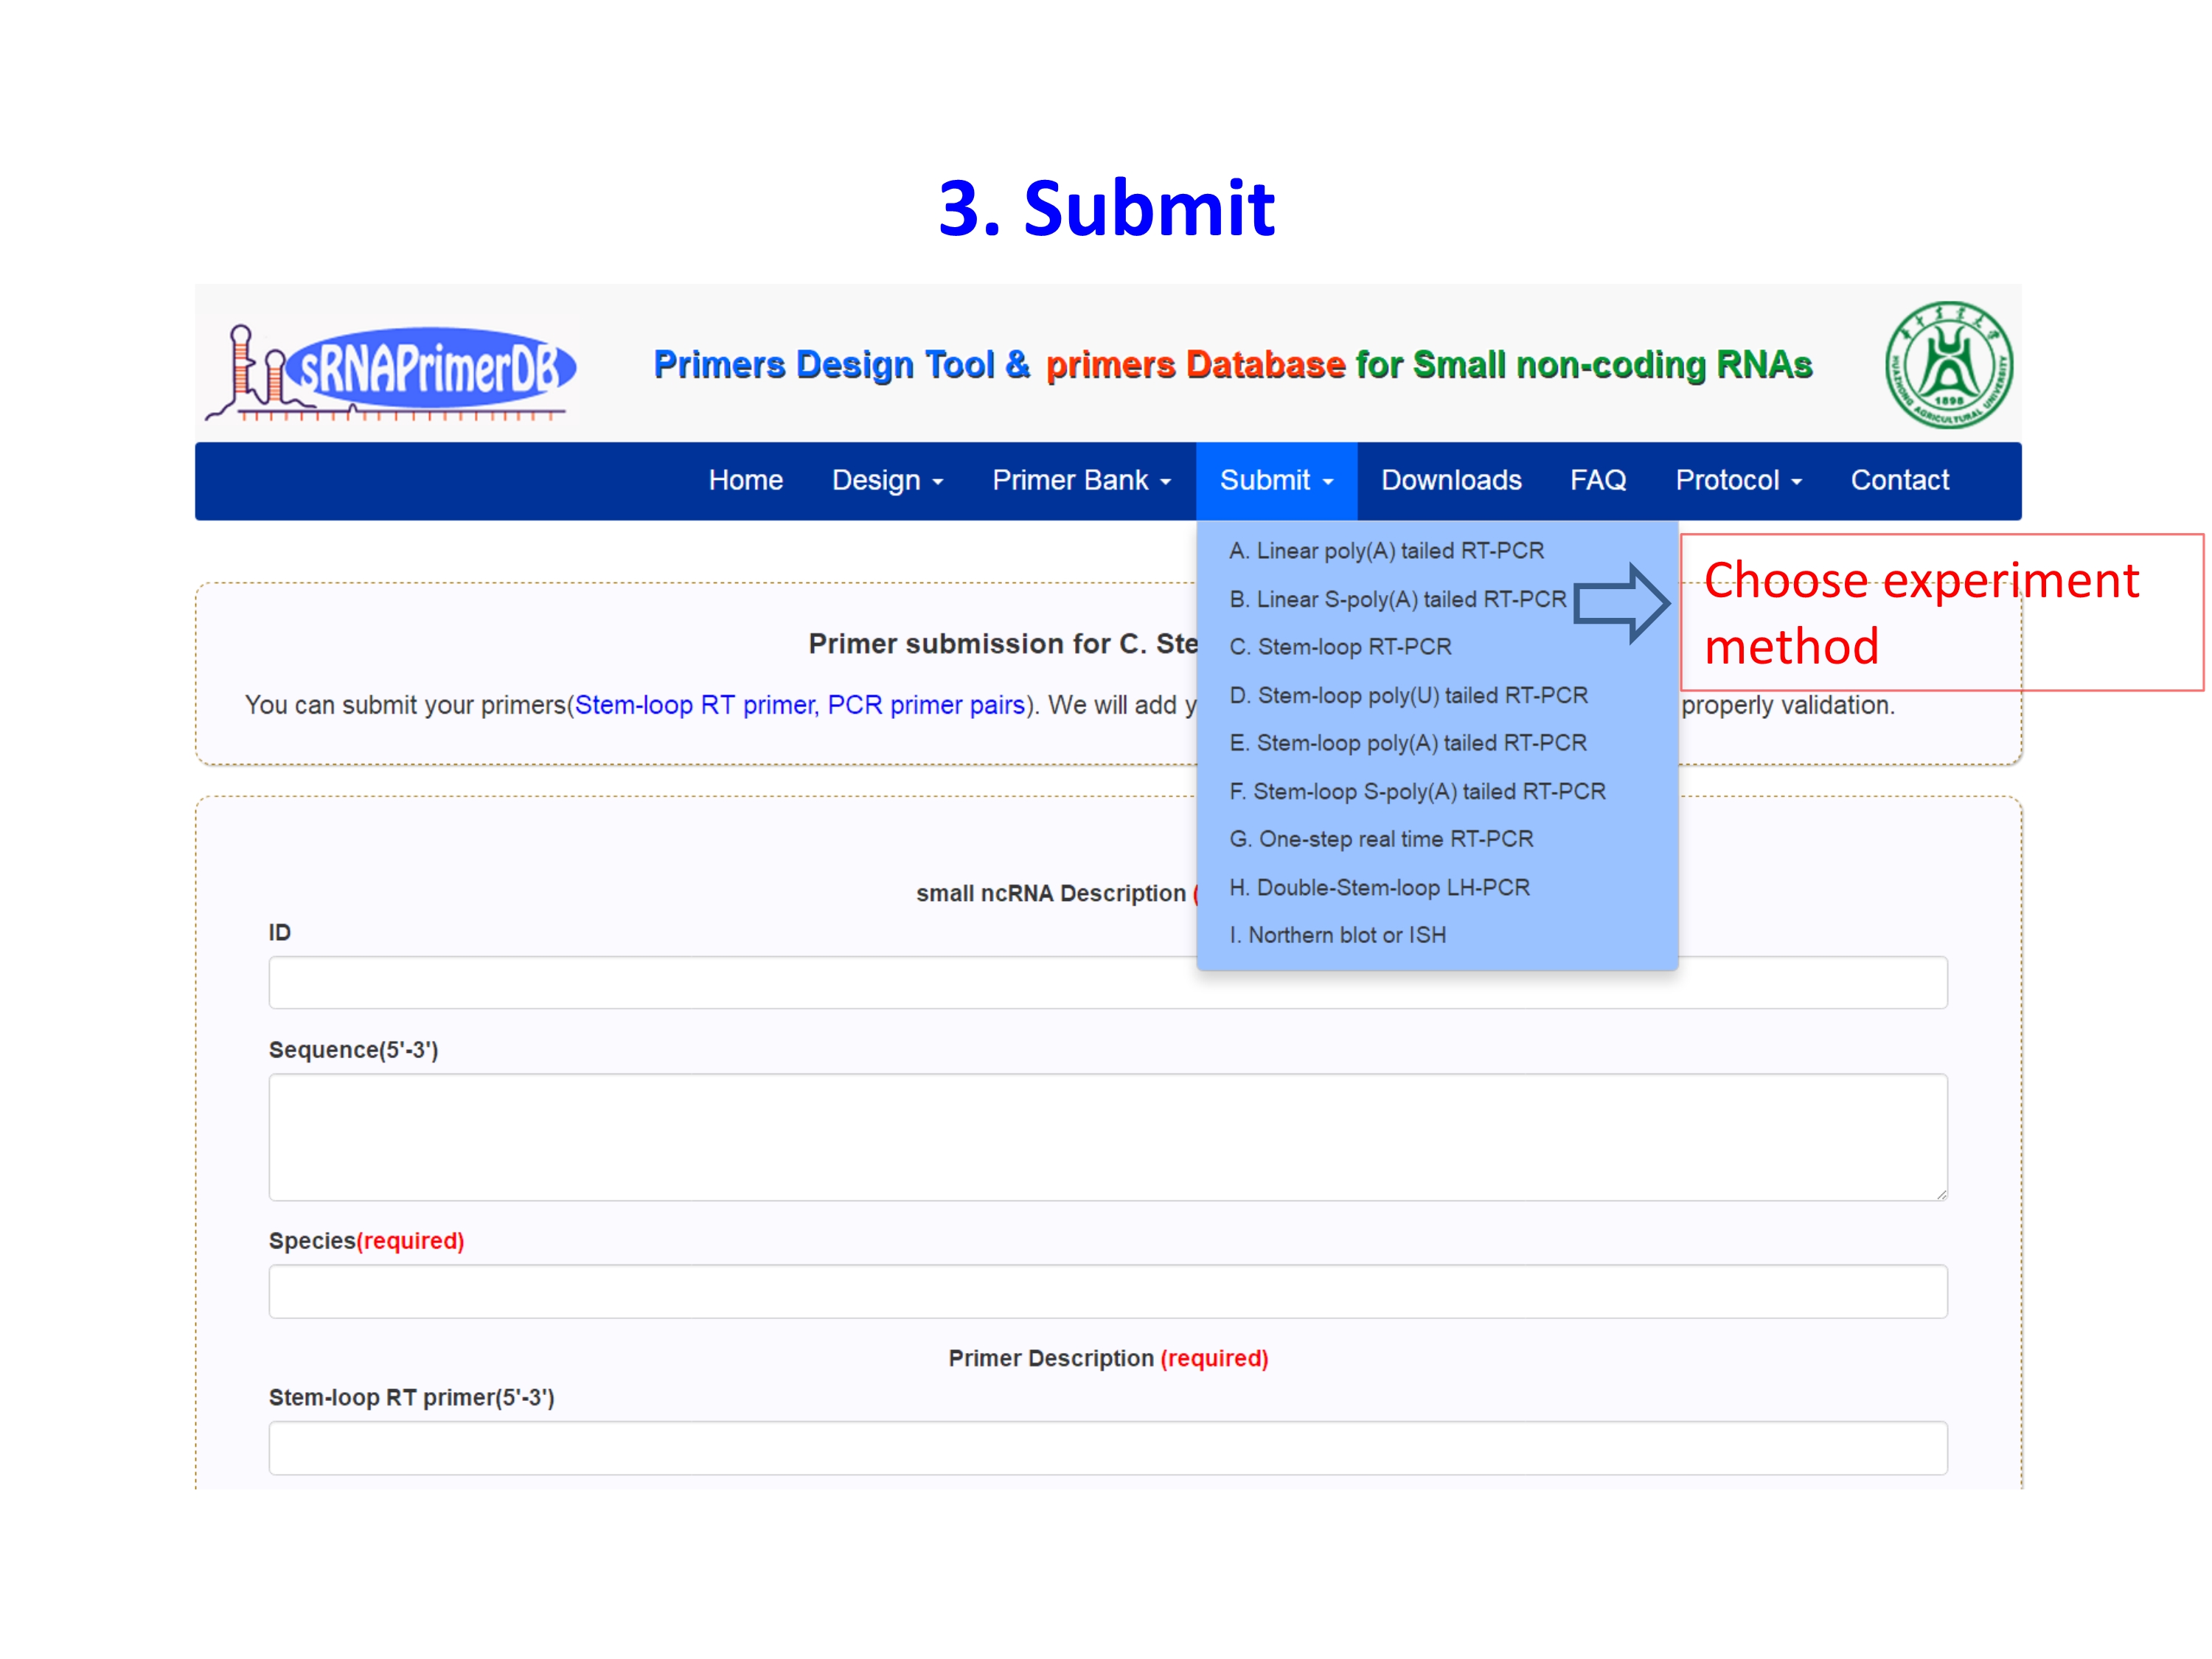 3. Submit
sRNAPrimerDB
Primers Design Tool & primers Database for Small non-coding RNAs
HUAZHONG AGRICULTURAL UNIVERSITY
1898
Home Design Primer Bank Submit Downloads FAQ Protocol Contact
A. Linear poly(A) tailed RT-PCR
B. Linear S-poly(A) tailed RT-PCR
C. Stem-loop RT-PCR
D. Stem-loop poly(U) tailed RT-PCR
E. Stem-loop poly(A) tailed RT-PCR
F. Stem-loop S-poly(A) tailed RT-PCR
G. One-step real time RT-PCR
H. Double-Stem-loop LH-PCR
I. Northern blot or ISH
Choose experiment
method
Primer submission for C. Ste
You can submit your primers(Stem-loop RT primer, PCR primer pairs). We will add y properly validation.
small ncRNA Description (
ID
Sequence(5'-3')
Species(required)
Primer Description (required)
Stem-loop RT primer(5'-3')